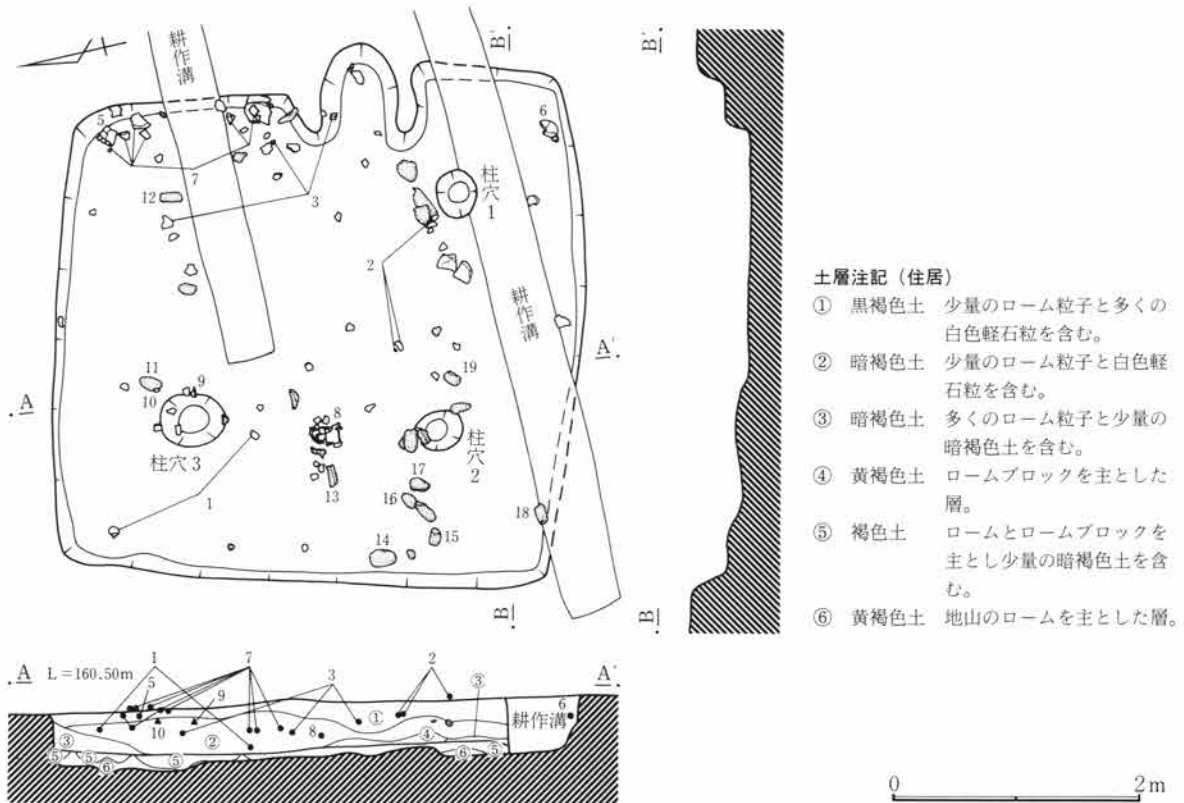 耕作溝
B
B'
5
6
7
12
3
柱穴1
2
耕作溝
A'
11
9
10
19
8
A
柱穴3
柱穴2
17
13
16
1
18
15
14
B
B
土層注記（住居）
① 黒褐色土 少量のローム粒子と多くの
白色軽石粒を含む。
② 暗褐色土 少量のローム粒子と白色軽
石粒を含む。
③ 暗褐色土 多くのローム粒子と少量の
暗褐色土を含む。
④ 黄褐色土 ロームブロックを主とした
層。
⑤ 褐色土 ロームとロームブロックを
主とし少量の暗褐色土を含
む。
⑥ 黄褐色土 地山のロームを主とした層。
A L=160.50m 1 7 2 A'
5 9 3 ③ 6
10 8 ① 耕作溝
③ ② ④
⑤ ⑤ ⑥ ⑤ ⑥ ⑤
0 2m